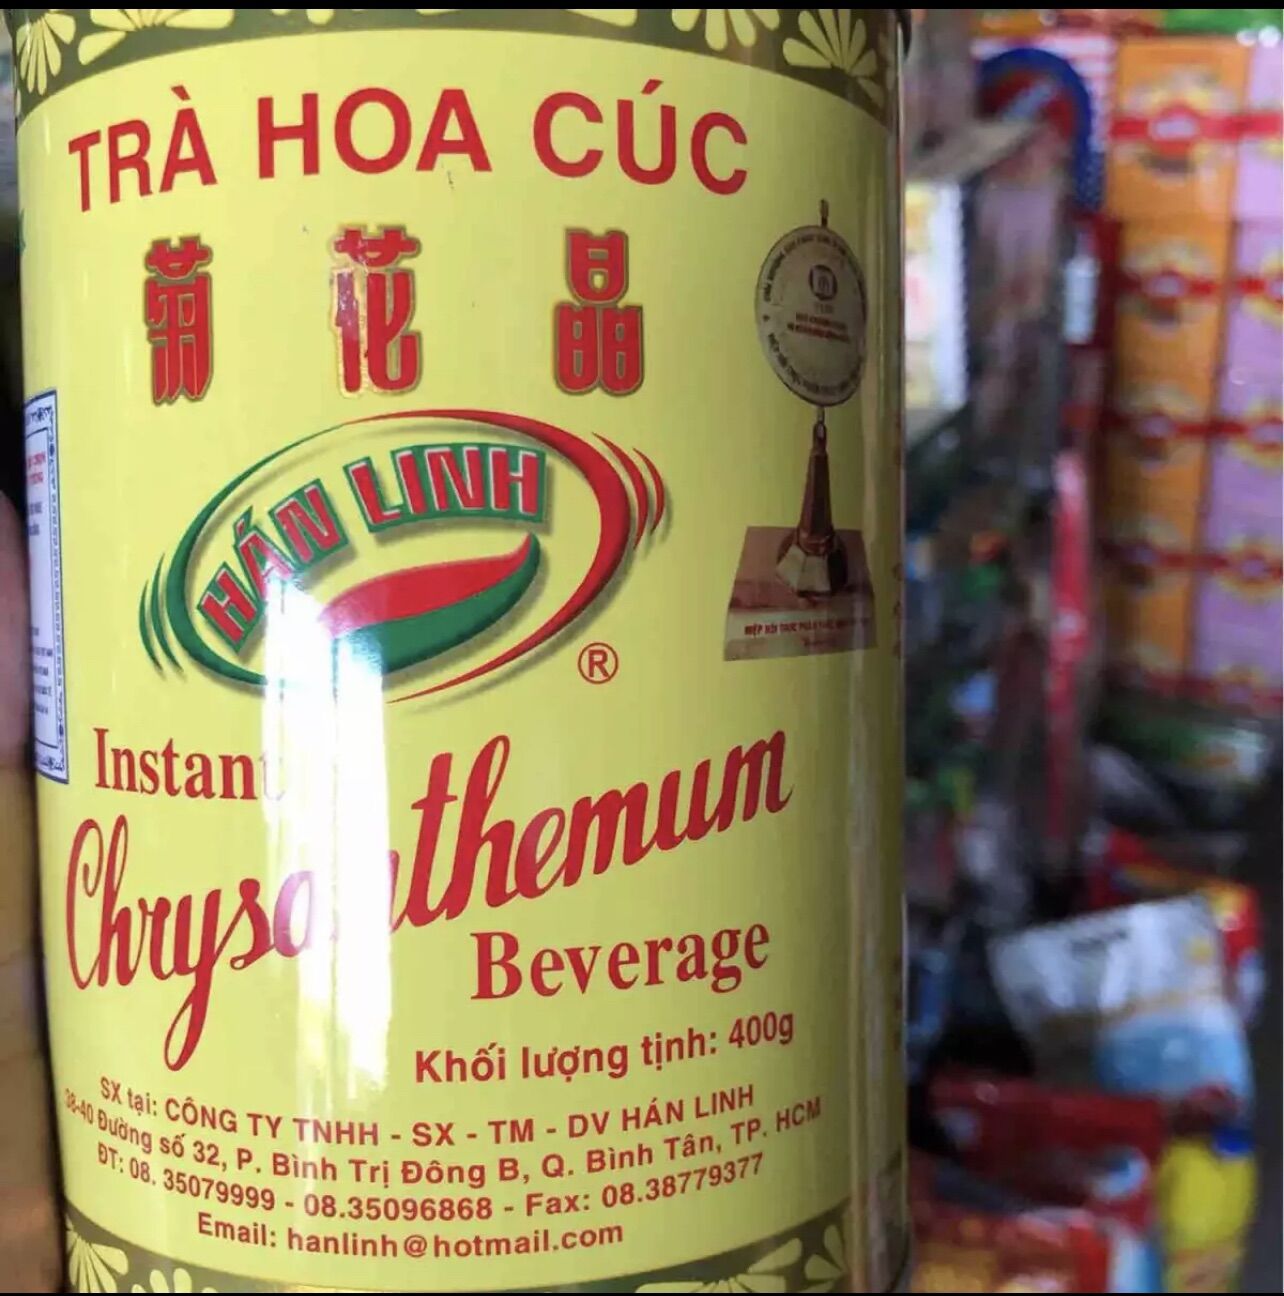 TRÀ HOA CÚC
菊花晶
HÁN LINH
®
Instant
Chrysanthemum
Beverage
Khối lượng tịnh: 400g
SX tại: CÔNG TY TNHH - SX - TM - DV HÁN LINH
38-40 Đường số 32, P. Bình Trị Đông B, Q. Bình Tân, TP. HCM
ĐT: 08. 35079999 - 08.35096868 - Fax: 08.38779377
Email: hanlinh@hotmail.com